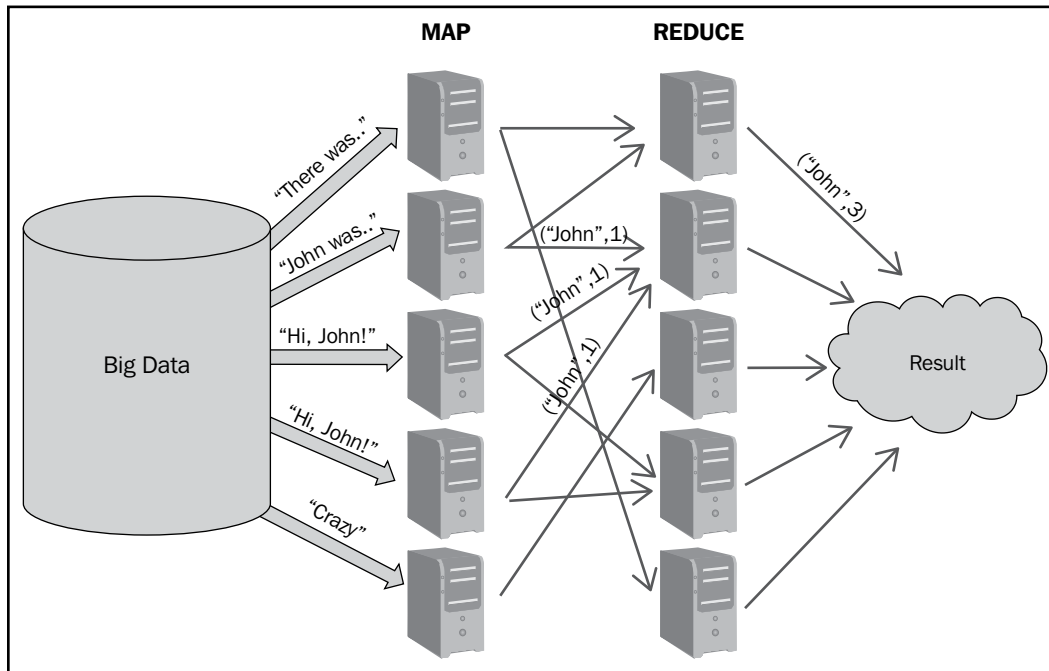 MAP
REDUCE
“There was..”
“John was..”
“Hi, John!”
“Hi, John!”
“Crazy”
Big Data
(“John”,1)
(“John”,1)
(“John”,1)
(“John”,3)
Result